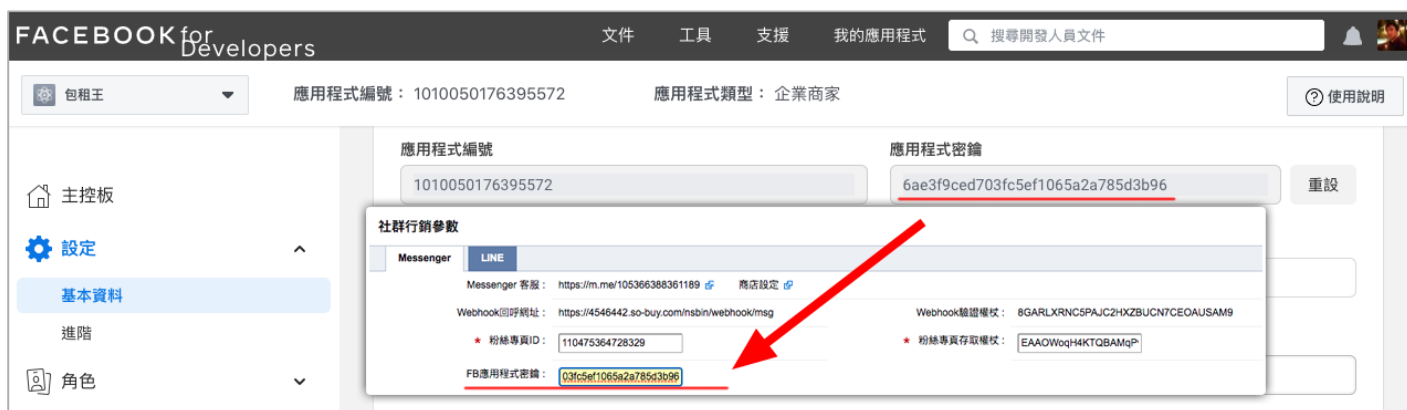 FACEBOOK for Developers
文件 工具 支援 我的應用程式 搜尋開發人員文件
包租王 應用程式編號： 1010050176395572 應用程式類型： 企業商家 使用說明
應用程式編號 應用程式密鑰
1010050176395572 6ae3f9ced703fc5ef1065a2a785d3b96 重設
主控板
設定
基本資料
進階
角色
社群行銷參數
Messenger LINE
Messenger 客服： https://m.me/105366388361189 商店設定
Webhook回呼網址： https://4546442.so-buy.com/nsbin/webhook/msg Webhook驗證權杖： 8GARLXRNC5PAJC2HXZBUCN7CEOAUSAM9
* 粉絲專頁ID： 110475364728329 * 粉絲專頁存取權杖： EAAOWoqH4KTQBAMqP
FB應用程式密鑰： 03fc5ef1065a2a785d3b96